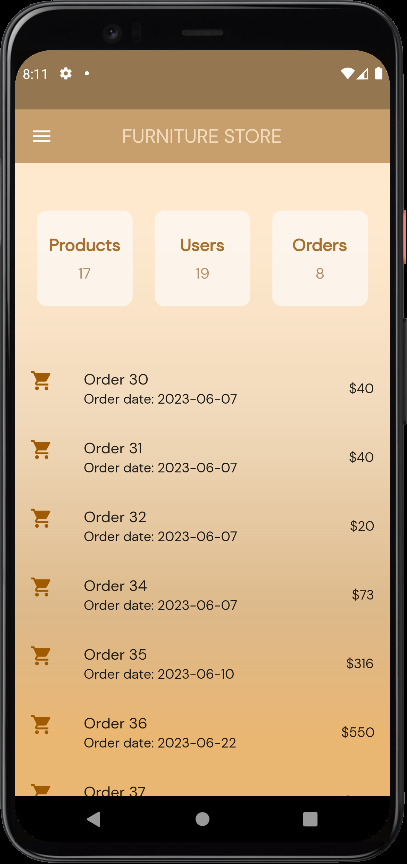 8:11
FURNITURE STORE
Products
17
Users
19
Orders
8
Order 30
Order date: 2023-06-07
$40
Order 31
Order date: 2023-06-07
$40
Order 32
Order date: 2023-06-07
$20
Order 34
Order date: 2023-06-07
$73
Order 35
Order date: 2023-06-10
$316
Order 36
Order date: 2023-06-22
$550
Order 37